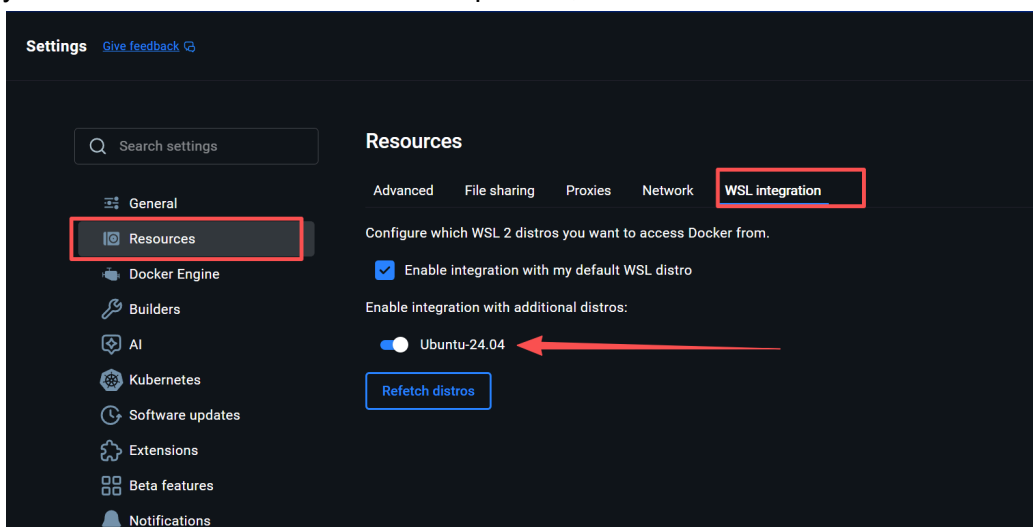 Settings Give feedback
Search settings
General
Resources
Docker Engine
Builders
AI
Kubernetes
Software updates
Extensions
Beta features
Notifications
Resources
Advanced File sharing Proxies Network WSL integration
Configure which WSL 2 distros you want to access Docker from.
Enable integration with my default WSL distro
Enable integration with additional distros:
Ubuntu-24.04
Refetch distros